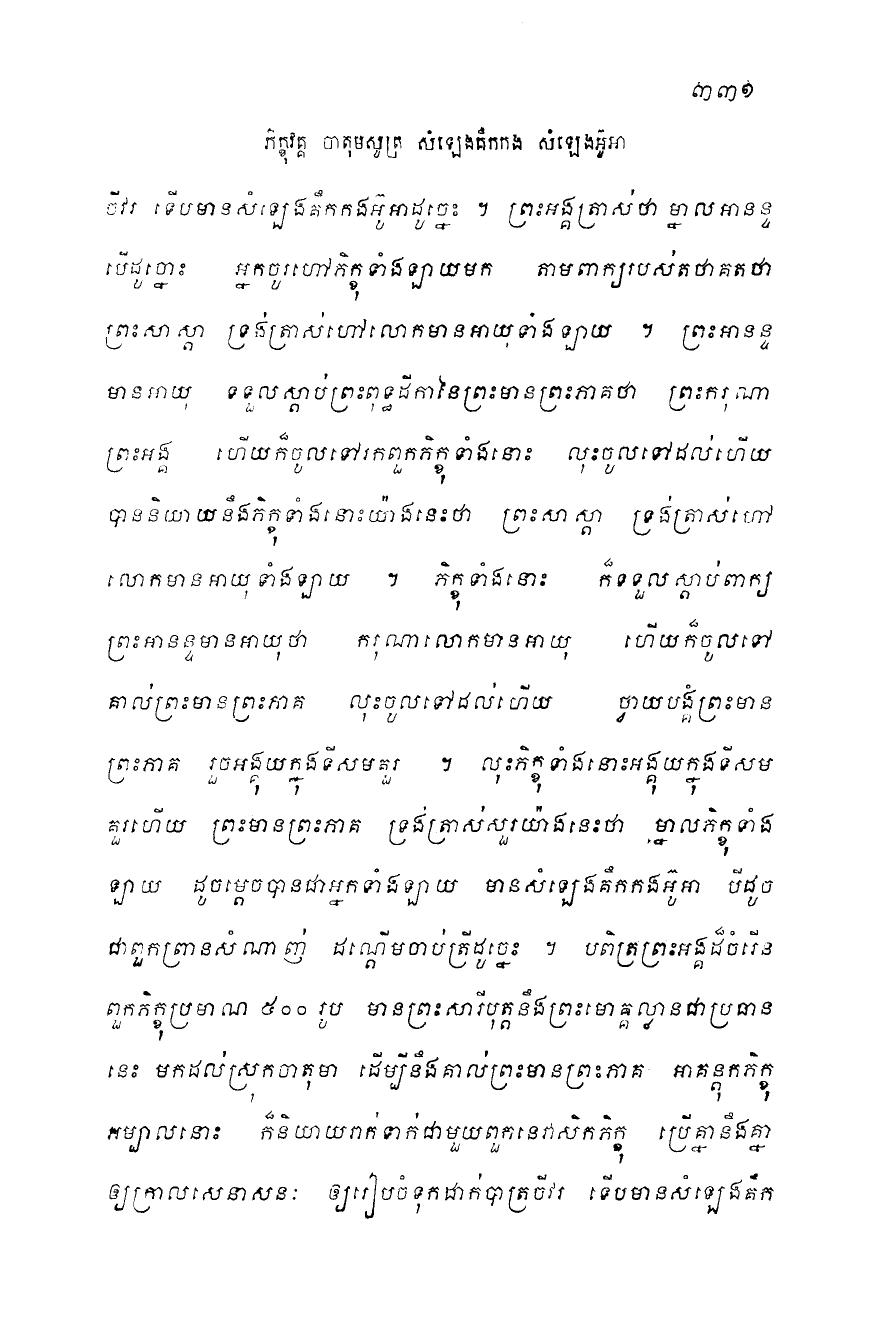 ៣៣១
ភិក្ខុវគ្គ ចាតុមសូត្រ សំឡេងគឹកកង សំឡេងអ៊ូអា
ចីវរ ទើបមានសំឡេងគឹកកងអ៊ូអាដូច្នេះ ។ ព្រះអង្គត្រាស់ថា ម្នាលអានន្ទ
បើដូច្នោះ អ្នកចូរហៅភិក្ខុទាំងឡាយមក តាមពាក្យរបស់តថាគតថា
ព្រះសាស្តា ទ្រង់ត្រាស់ហៅលោកមានអាយុទាំងឡាយ ។ ព្រះអានន្ទ
មានអាយុ ទទួលស្តាប់ព្រះពុទ្ធដីកានៃព្រះមានព្រះភាគថា ព្រះករុណា
ព្រះអង្គ ហើយក៏ចូលទៅរកពួកភិក្ខុទាំងនោះ លុះចូលទៅដល់ហើយ
បាននិយាយនឹងភិក្ខុទាំងនោះយ៉ាងនេះថា ព្រះសាស្តា ទ្រង់ត្រាស់ហៅ
លោកមានអាយុទាំងឡាយ ។ ភិក្ខុទាំងនោះ ក៏ទទួលស្តាប់ពាក្យ
ព្រះអានន្ទមានអាយុថា ករុណាលោកមានអាយុ ហើយក៏ចូលទៅ
គាល់ព្រះមានព្រះភាគ លុះចូលទៅដល់ហើយ ថ្វាយបង្គំព្រះមាន
ព្រះភាគ រួចអង្គុយក្នុងទីសមគួរ ។ លុះភិក្ខុទាំងនោះអង្គុយក្នុងទីសម
គួរហើយ ព្រះមានព្រះភាគ ទ្រង់ត្រាស់សួរយ៉ាងនេះថា ម្នាលភិក្ខុទាំង
ឡាយ ដូចម្តេចបានជាអ្នកទាំងឡាយ មានសំឡេងគឹកកងអ៊ូអា បីដូច
ជាពួកព្រានសំណាញ់ ដណ្តើមចាប់ត្រីដូច្នេះ ។ បពិត្រព្រះអង្គដ៏ចំរើន
ពួកភិក្ខុប្រមាណ ៥០០ រូប មានព្រះសារីបុត្តនឹងព្រះមោគ្គល្លានជាប្រធាន
នេះ មកដល់ស្រុកចាតុមា ដើម្បីនឹងគាល់ព្រះមានព្រះភាគ អាគន្តុកភិក្ខុ
អម្បាលនោះ ក៏និយាយរាក់ទាក់ជាមួយពួកនេវាសិកភិក្ខុ ប្រើគ្នានឹងគ្នា
ឲ្យក្រាលសេនាសនៈ ឲ្យរៀបចំទុកដាក់បាត្រចីវរ ទើបមានសំឡេងគឹក